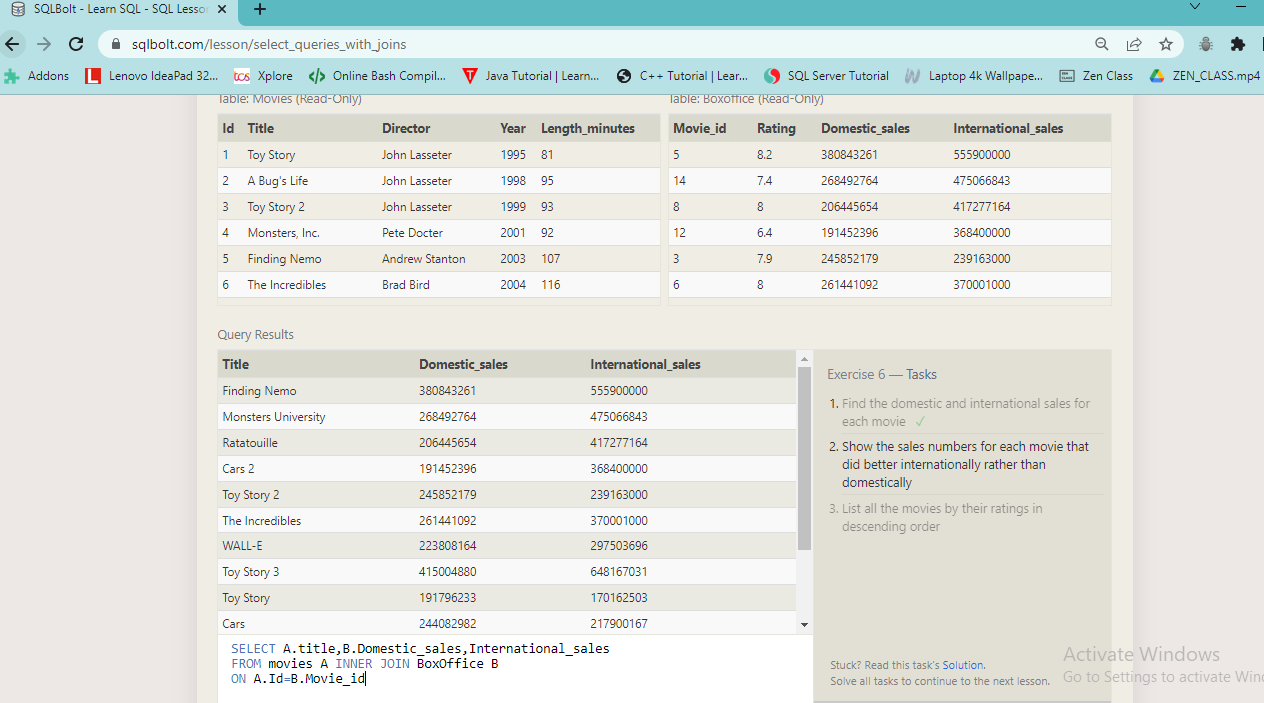 SQLBolt - Learn SQL - SQL Lesso
sqlbolt.com/lesson/select_queries_with_joins
Addons Lenovo IdeaPad 32... tcs Xplore Online Bash Compil... Java Tutorial | Learn... C++ Tutorial | Lear... SQL Server Tutorial Laptop 4k Wallpape... Zen Class ZEN_CLASS.mp4
Table: Movies (Read-Only) Table: Boxoffice (Read-Only)
Id Title Director Year Length_minutes Movie_id Rating Domestic_sales International_sales
1 Toy Story John Lasseter 1995 81 5 8.2 380843261 555900000
2 A Bug's Life John Lasseter 1998 95 14 7.4 268492764 475066843
3 Toy Story 2 John Lasseter 1999 93 8 8 206445654 417277164
4 Monsters, Inc. Pete Docter 2001 92 12 6.4 191452396 368400000
5 Finding Nemo Andrew Stanton 2003 107 3 7.9 245852179 239163000
6 The Incredibles Brad Bird 2004 116 6 8 261441092 370001000
Query Results
Title Domestic_sales International_sales
Finding Nemo 380843261 555900000
Monsters University 268492764 475066843
Ratatouille 206445654 417277164
Cars 2 191452396 368400000
Toy Story 2 245852179 239163000
The Incredibles 261441092 370001000
WALL-E 223808164 297503696
Toy Story 3 415004880 648167031
Toy Story 191796233 170162503
Cars 244082982 217900167
SELECT A.title,B.Domestic_sales,International_sales
FROM movies A INNER JOIN BoxOffice B
ON A.Id=B.Movie_id
Exercise 6 — Tasks
1. Find the domestic and international sales for
each movie ✓
2. Show the sales numbers for each movie that
did better internationally rather than
domestically
3. List all the movies by their ratings in
descending order
Stuck? Read this task's Solution.
Solve all tasks to continue to the next lesson.
Activate Windows
Go to Settings to activate Win